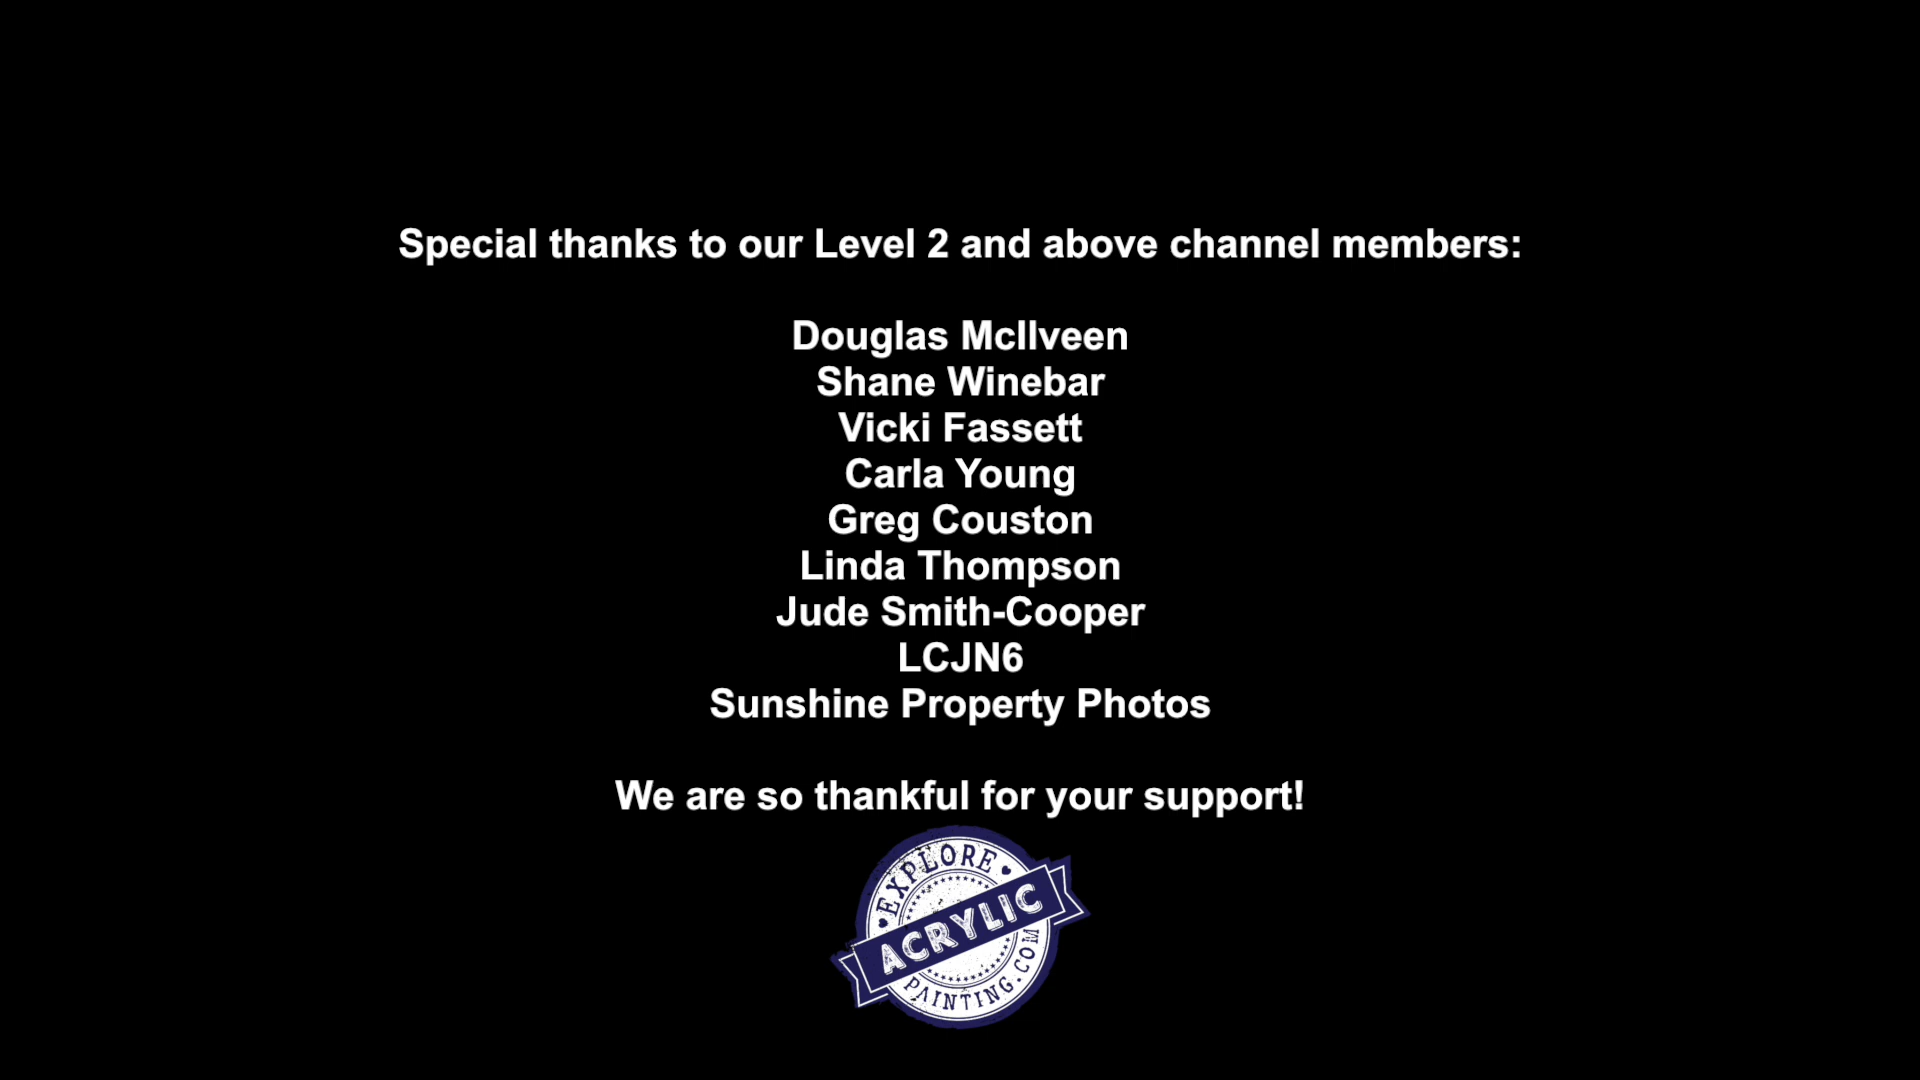 Special thanks to our Level 2 and above channel members:
Douglas McIlveen
Shane Winebar
Vicki Fassett
Carla Young
Greg Couston
Linda Thompson
Jude Smith-Cooper
LCJN6
Sunshine Property Photos
We are so thankful for your support!
EXPLORE
ACRYLIC
PAINTING.COM